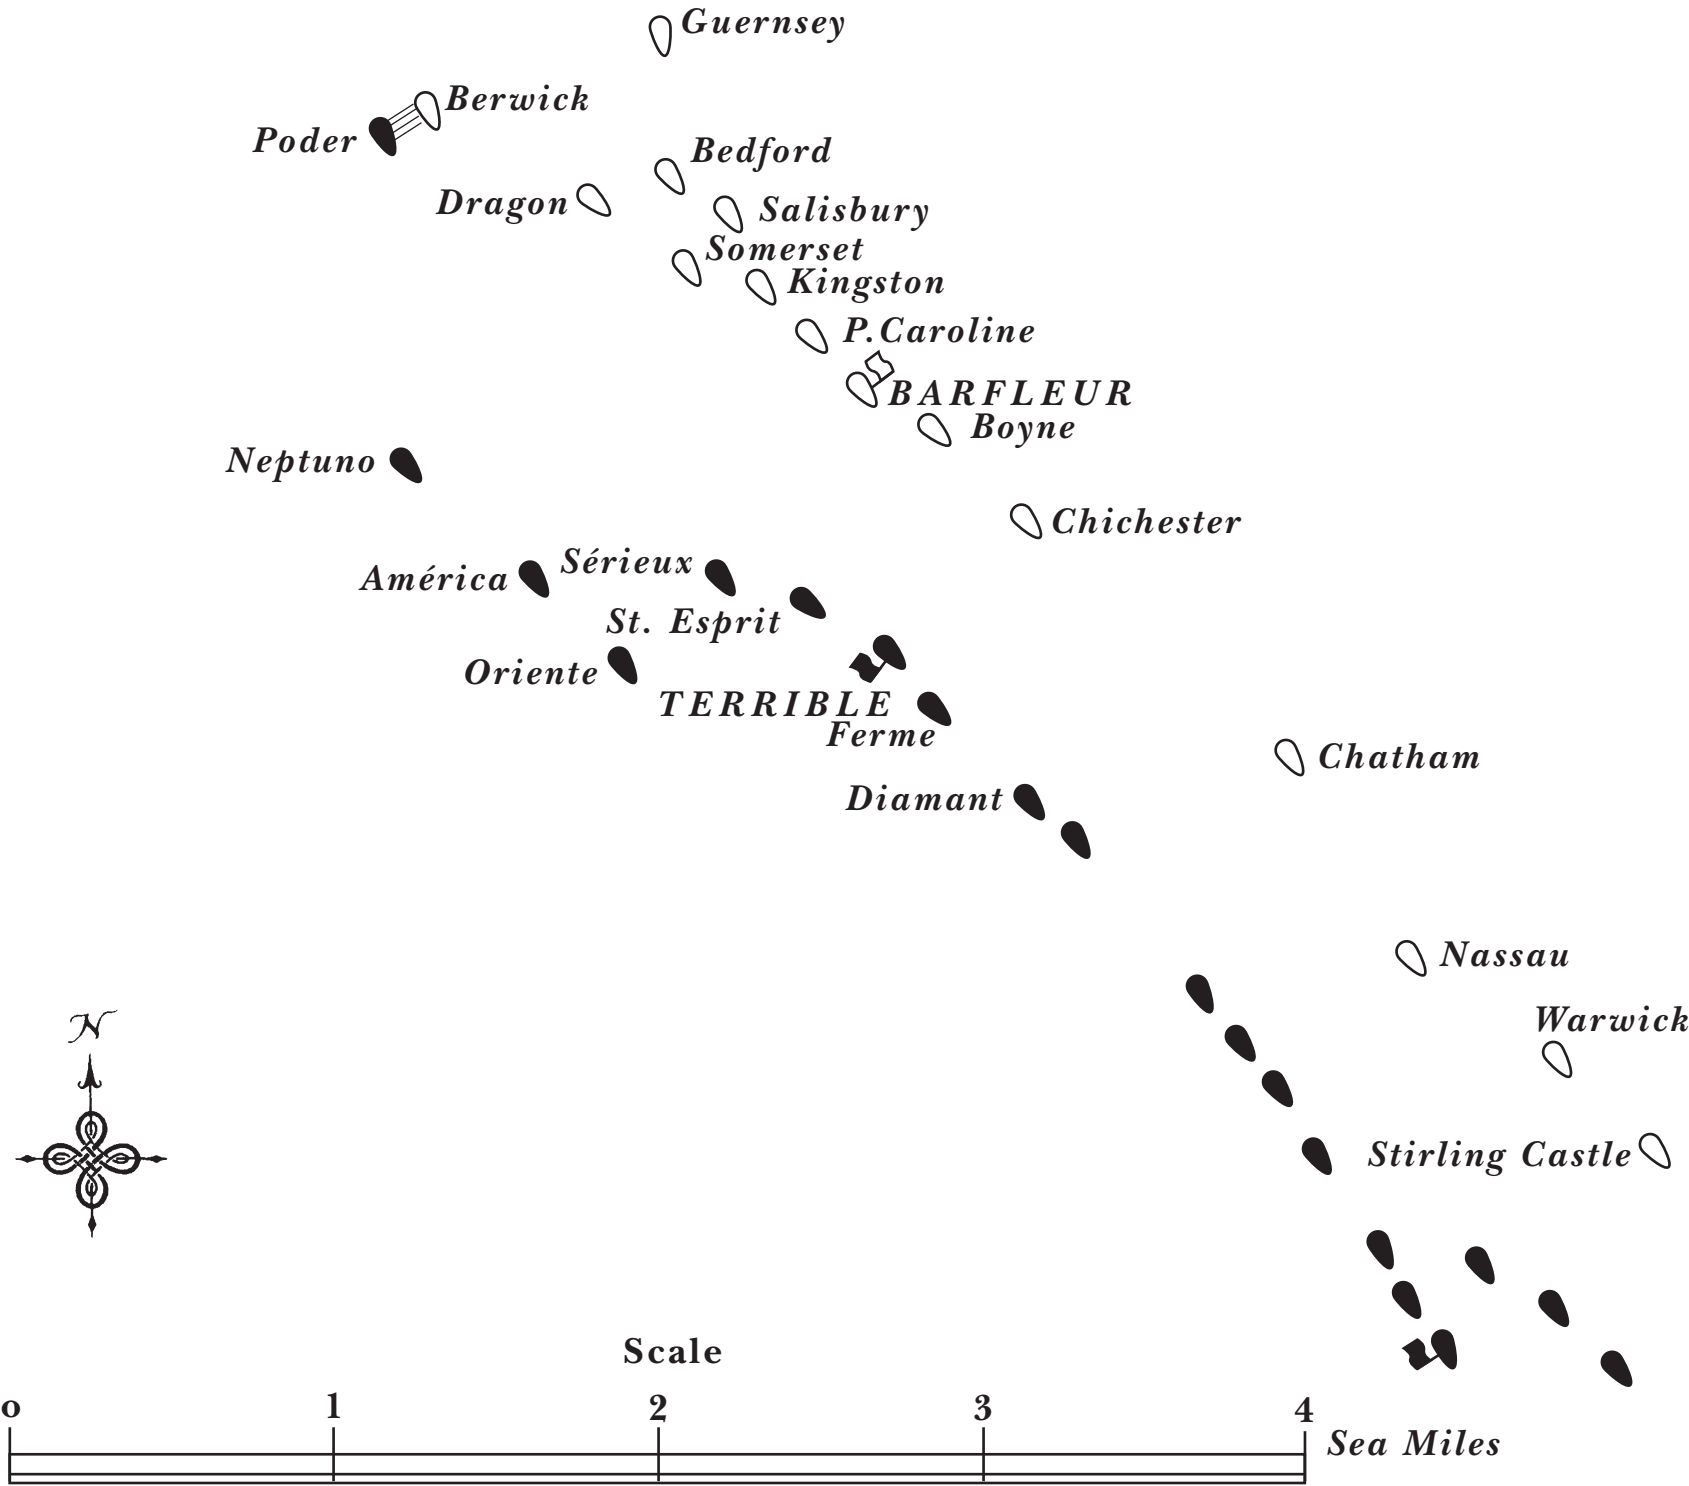 Guernsey
Berwick
Poder
Bedford
Dragon
Salisbury
Somerset
Kingston
P.Caroline
BARFLEUR
Boyne
Neptuno
Chichester
Sérieux
América
St. Esprit
Oriente
TERRIBLE
Ferme
Chatham
Diamant
Nassau
N
Warwick
Stirling Castle
Scale
0 1 2 3 4
Sea Miles